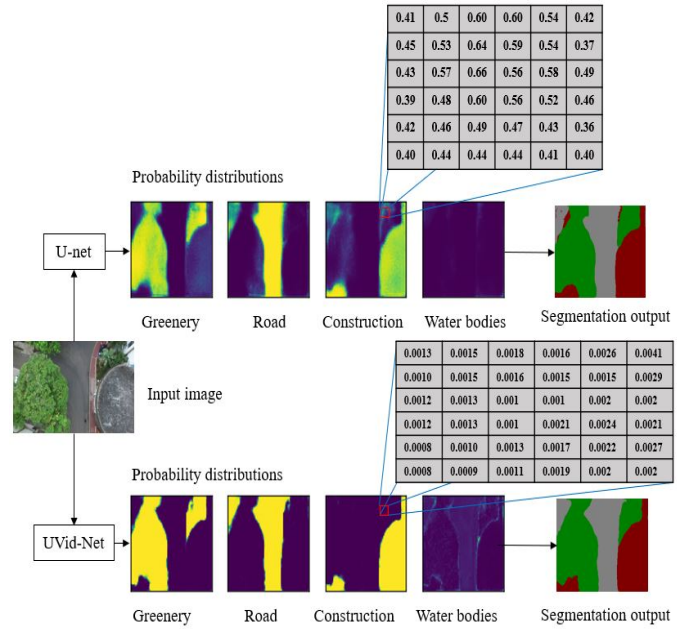 0.41 0.5 0.60 0.60 0.54 0.42
0.45 0.53 0.64 0.59 0.54 0.37
0.43 0.57 0.66 0.56 0.58 0.49
0.39 0.48 0.60 0.56 0.52 0.46
0.42 0.46 0.49 0.47 0.43 0.36
0.40 0.44 0.44 0.44 0.41 0.40
Probability distributions
U-net
Greenery Road Construction Water bodies Segmentation output
0.0013 0.0015 0.0018 0.0016 0.0026 0.0041
0.0010 0.0015 0.0016 0.0015 0.0015 0.0029
0.0012 0.0013 0.001 0.001 0.002 0.002
0.0012 0.0013 0.001 0.0021 0.0024 0.0021
0.0008 0.0010 0.0013 0.0017 0.0022 0.0027
0.0008 0.0009 0.0011 0.0019 0.002 0.002
Input image
Probability distributions
UVid-Net
Greenery Road Construction Water bodies Segmentation output